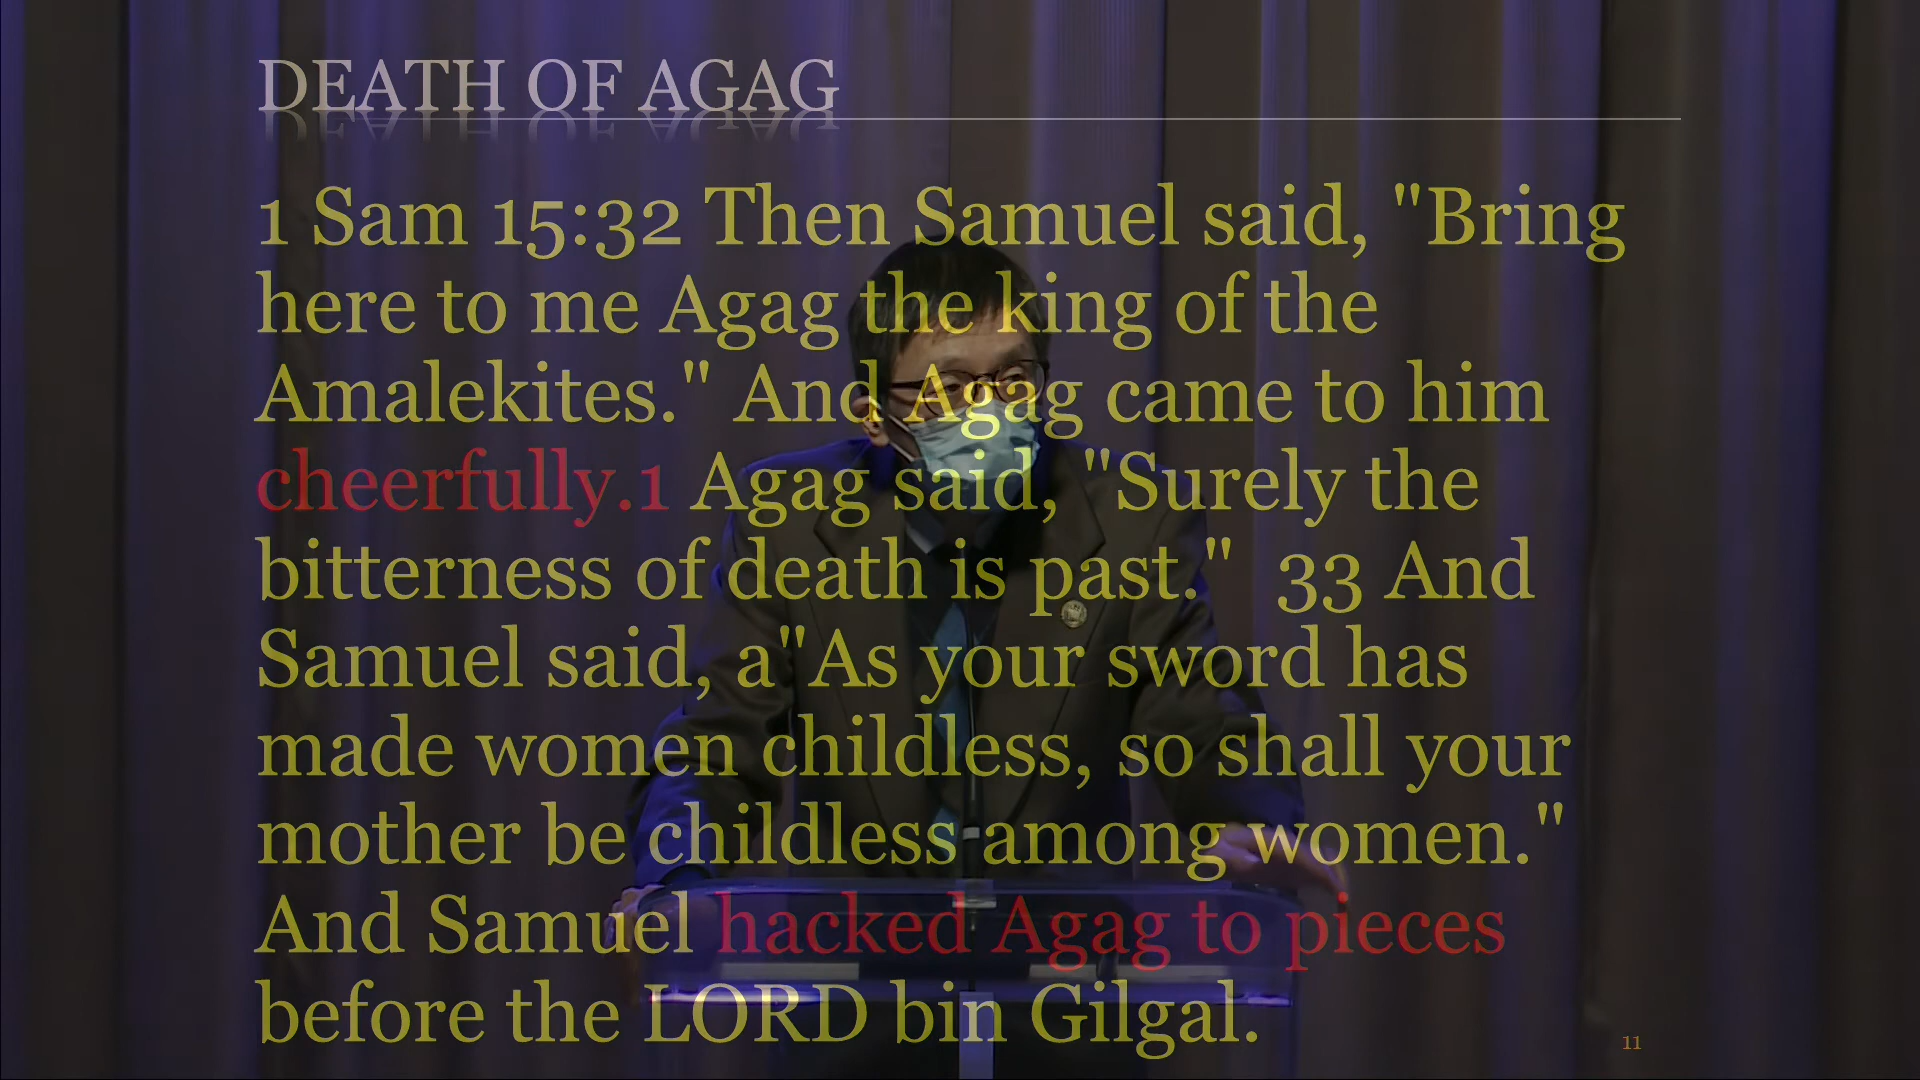 DEATH OF AGAG
1 Sam 15:32 Then Samuel said, "Bring
here to me Agag the king of the
Amalekites." And Agag came to him
cheerfully.1 Agag said, "Surely the
bitterness of death is past."  33 And
Samuel said, a"As your sword has
made women childless, so shall your
mother be childless among women."
And Samuel hacked Agag to pieces
before the LORD bin Gilgal.
11